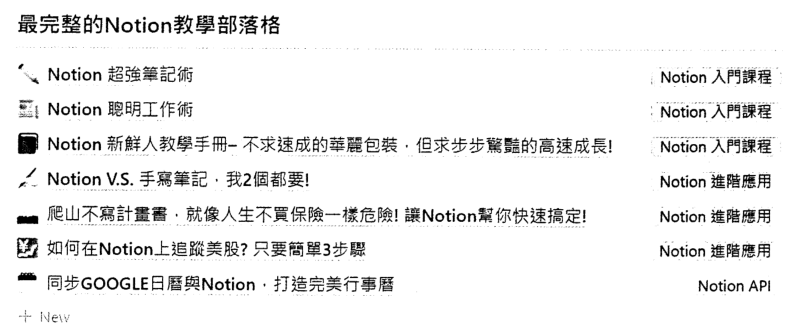 最完整的Notion教學部落格
Notion 超強筆記術 Notion 入門課程
Notion 聰明工作術 Notion 入門課程
Notion 新鮮人教學手冊– 不求速成的華麗包裝，但求步步驚豔的高速成長! Notion 入門課程
Notion V.S. 手寫筆記，我2個都要! Notion 進階應用
爬山不寫計畫書，就像人生不買保險一樣危險! 讓Notion幫你快速搞定! Notion 進階應用
如何在Notion上追蹤美股? 只要簡單3步驟 Notion 進階應用
同步GOOGLE日曆與Notion，打造完美行事曆 Notion API
+ New